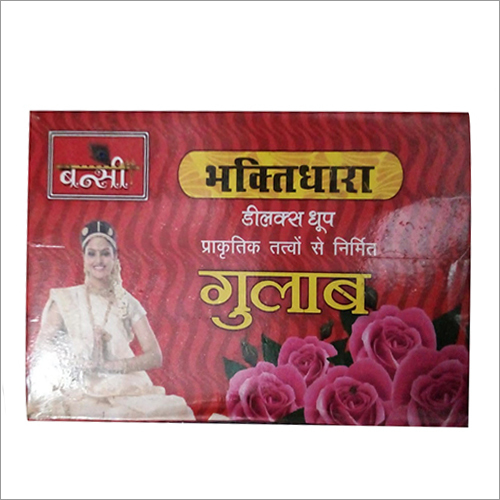 बन्सी
भक्तिधारा
डीलक्स धूप
प्राकृतिक तत्वों से निर्मित
गुलाब